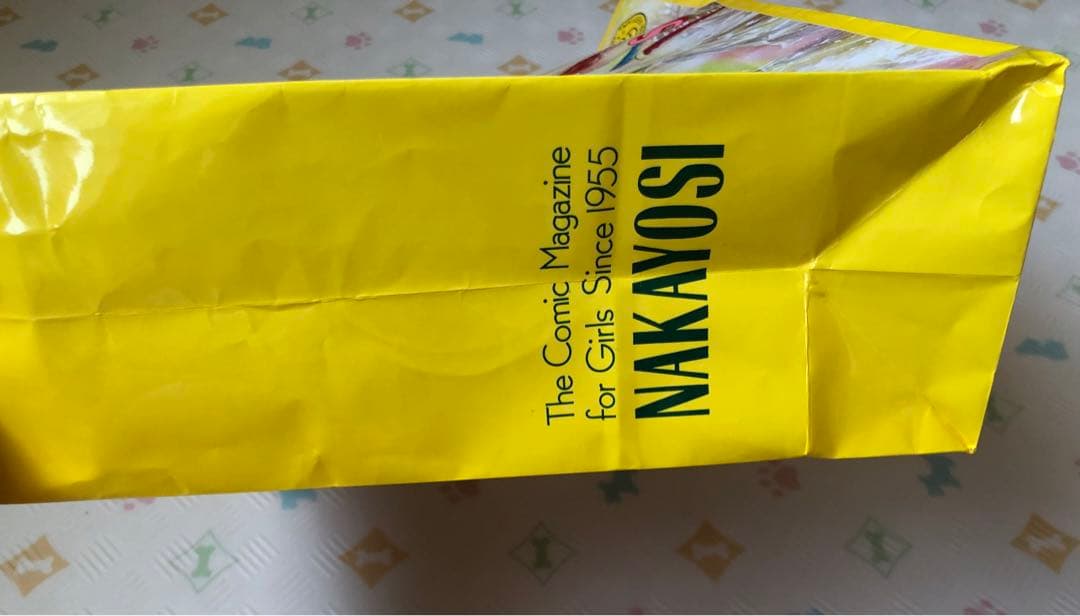 The Comic Magazine
for Girls Since 1955
NAKAYOSI